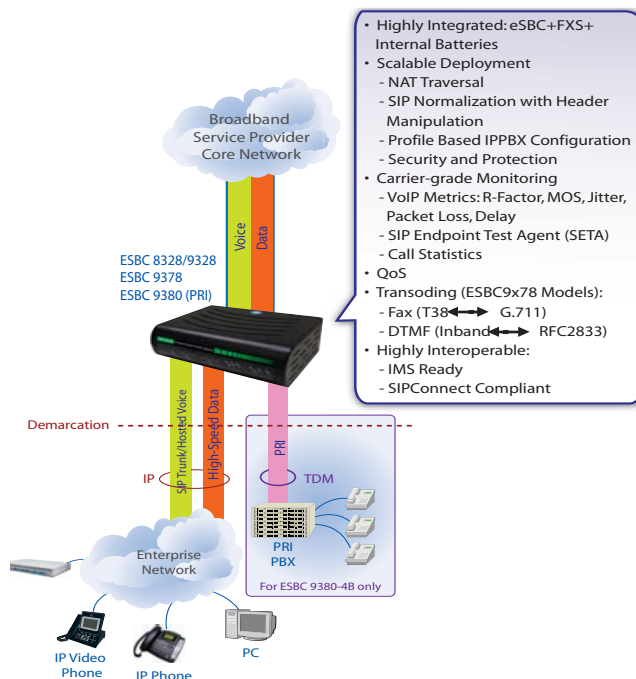 • Highly Integrated: eSBC+FXS+
Internal Batteries
• Scalable Deployment
- NAT Traversal
- SIP Normalization with Header
Manipulation
- Profile Based IPPBX Configuration
- Security and Protection
• Carrier-grade Monitoring
- VoIP Metrics: R-Factor, MOS, Jitter,
Packet Loss, Delay
- SIP Endpoint Test Agent (SETA)
- Call Statistics
• QoS
• Transoding (ESBC9x78 Models):
- Fax (T38 ◄─► G.711)
- DTMF (Inband ◄─► RFC2833)
• Highly Interoperable:
- IMS Ready
- SIPConnect Compliant
Broadband
Service Provider
Core Network
Voice
Data
ESBC 8328/9328
ESBC 9378
ESBC 9380 (PRI)
SIP Trunk/Hosted Voice
High-Speed Data
PRI
Demarcation
IP
TDM
PRI
PBX
For ESBC 9380-4B only
Enterprise
Network
IP Video
Phone
IP Phone
PC